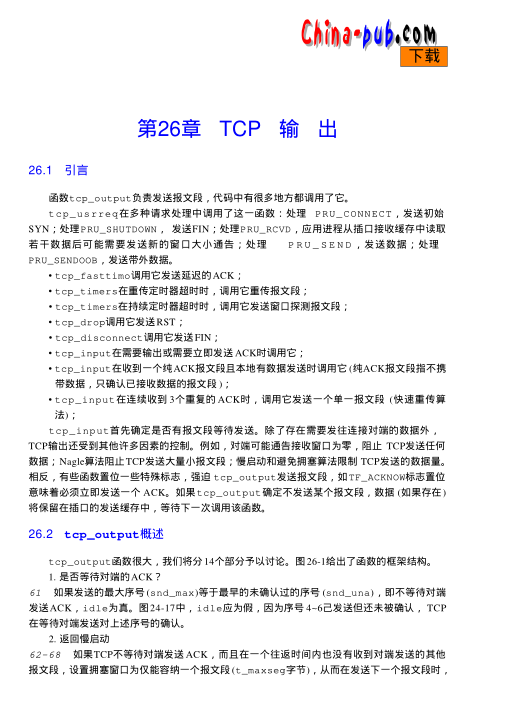 China-pub.com
下载
第26章 TCP 输 出
26.1 引言
函数tcp_output负责发送报文段，代码中有很多地方都调用了它。
tcp_usrreq在多种请求处理中调用了这一函数：处理 PRU_CONNECT，发送初始
SYN；处理PRU_SHUTDOWN， 发送FIN；处理PRU_RCVD，应用进程从插口接收缓存中读取
若干数据后可能需要发送新的窗口大小通告；处理 PRU_SEND，发送数据；处理
PRU_SENDOOB，发送带外数据。
• tcp_fasttimo调用它发送延迟的ACK；
• tcp_timers在重传定时器超时时，调用它重传报文段；
• tcp_timers在持续定时器超时时，调用它发送窗口探测报文段；
• tcp_drop调用它发送RST；
• tcp_disconnect调用它发送FIN；
• tcp_input在需要输出或需要立即发送 ACK时调用它；
• tcp_input在收到一个纯ACK报文段且本地有数据发送时调用它 (纯ACK报文段指不携
带数据，只确认已接收数据的报文段 )；
• tcp_input在连续收到 3个重复的 ACK时，调用它发送一个单一报文段 (快速重传算
法)；
tcp_input首先确定是否有报文段等待发送。除了存在需要发往连接对端的数据外，
TCP输出还受到其他许多因素的控制。例如，对端可能通告接收窗口为零，阻止 TCP发送任何
数据；Nagle算法阻止TCP发送大量小报文段；慢启动和避免拥塞算法限制 TCP发送的数据量。
相反，有些函数置位一些特殊标志，强迫 tcp_output发送报文段，如TF_ACKNOW标志置位
意味着必须立即发送一个 ACK。如果tcp_output确定不发送某个报文段，数据 (如果存在)
将保留在插口的发送缓存中，等待下一次调用该函数。
26.2 tcp_output概述
tcp_output函数很大，我们将分14个部分予以讨论。图26-1给出了函数的框架结构。
1. 是否等待对端的ACK？
61 如果发送的最大序号 (snd_max)等于最早的未确认过的序号 (snd_una)，即不等待对端
发送ACK，idle为真。图24-17中，idle应为假，因为序号4~6已发送但还未被确认， TCP
在等待对端发送对上述序号的确认。
2. 返回慢启动
62-68 如果TCP不等待对端发送 ACK，而且在一个往返时间内也没有收到对端发送的其他
报文段，设置拥塞窗口为仅能容纳一个报文段(t_maxseg字节)，从而在发送下一个报文段时，